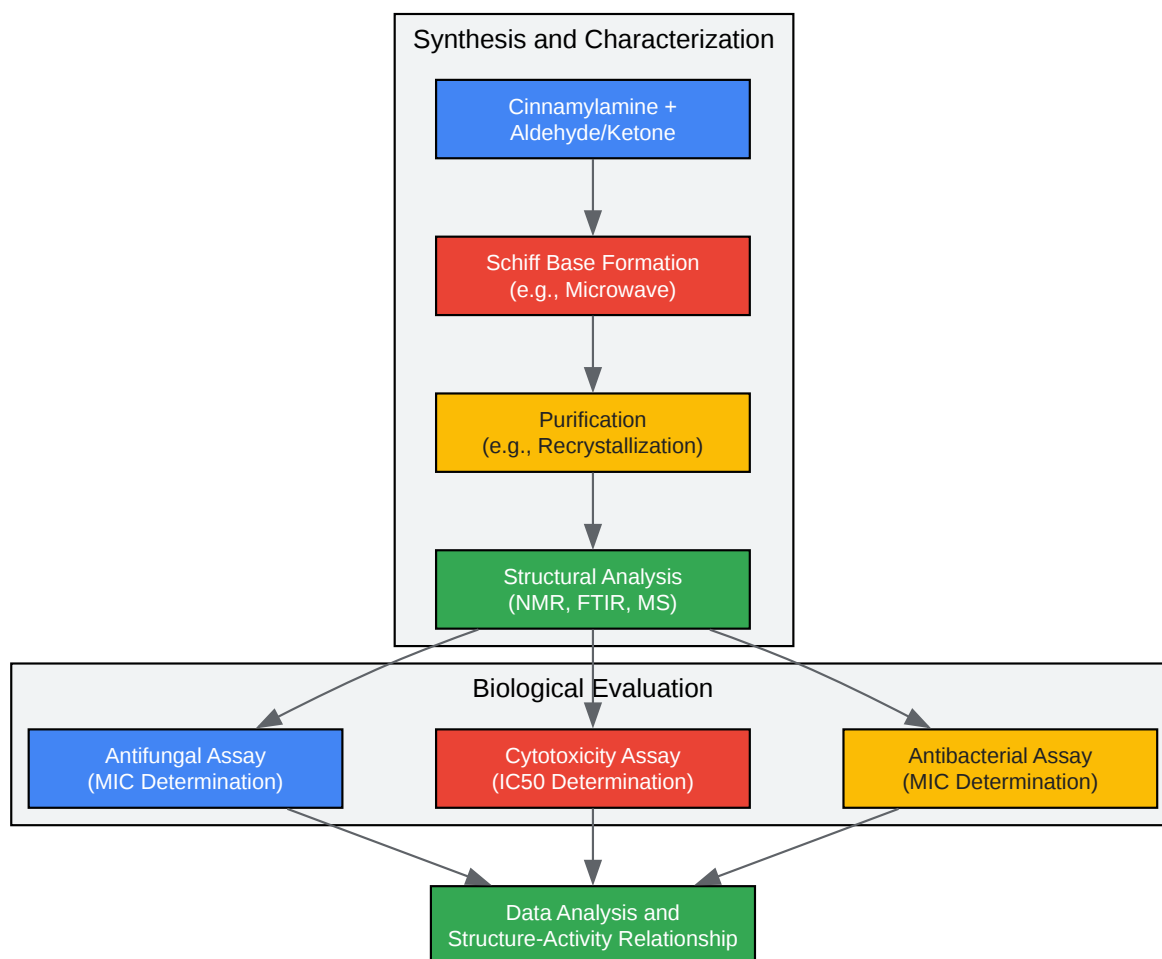 Synthesis and Characterization
Cinnamylamine +
Aldehyde/Ketone
Schiff Base Formation
(e.g., Microwave)
Purification
(e.g., Recrystallization)
Structural Analysis
(NMR, FTIR, MS)
Biological Evaluation
Antifungal Assay
(MIC Determination)
Cytotoxicity Assay
(IC50 Determination)
Antibacterial Assay
(MIC Determination)
Data Analysis and
Structure-Activity Relationship